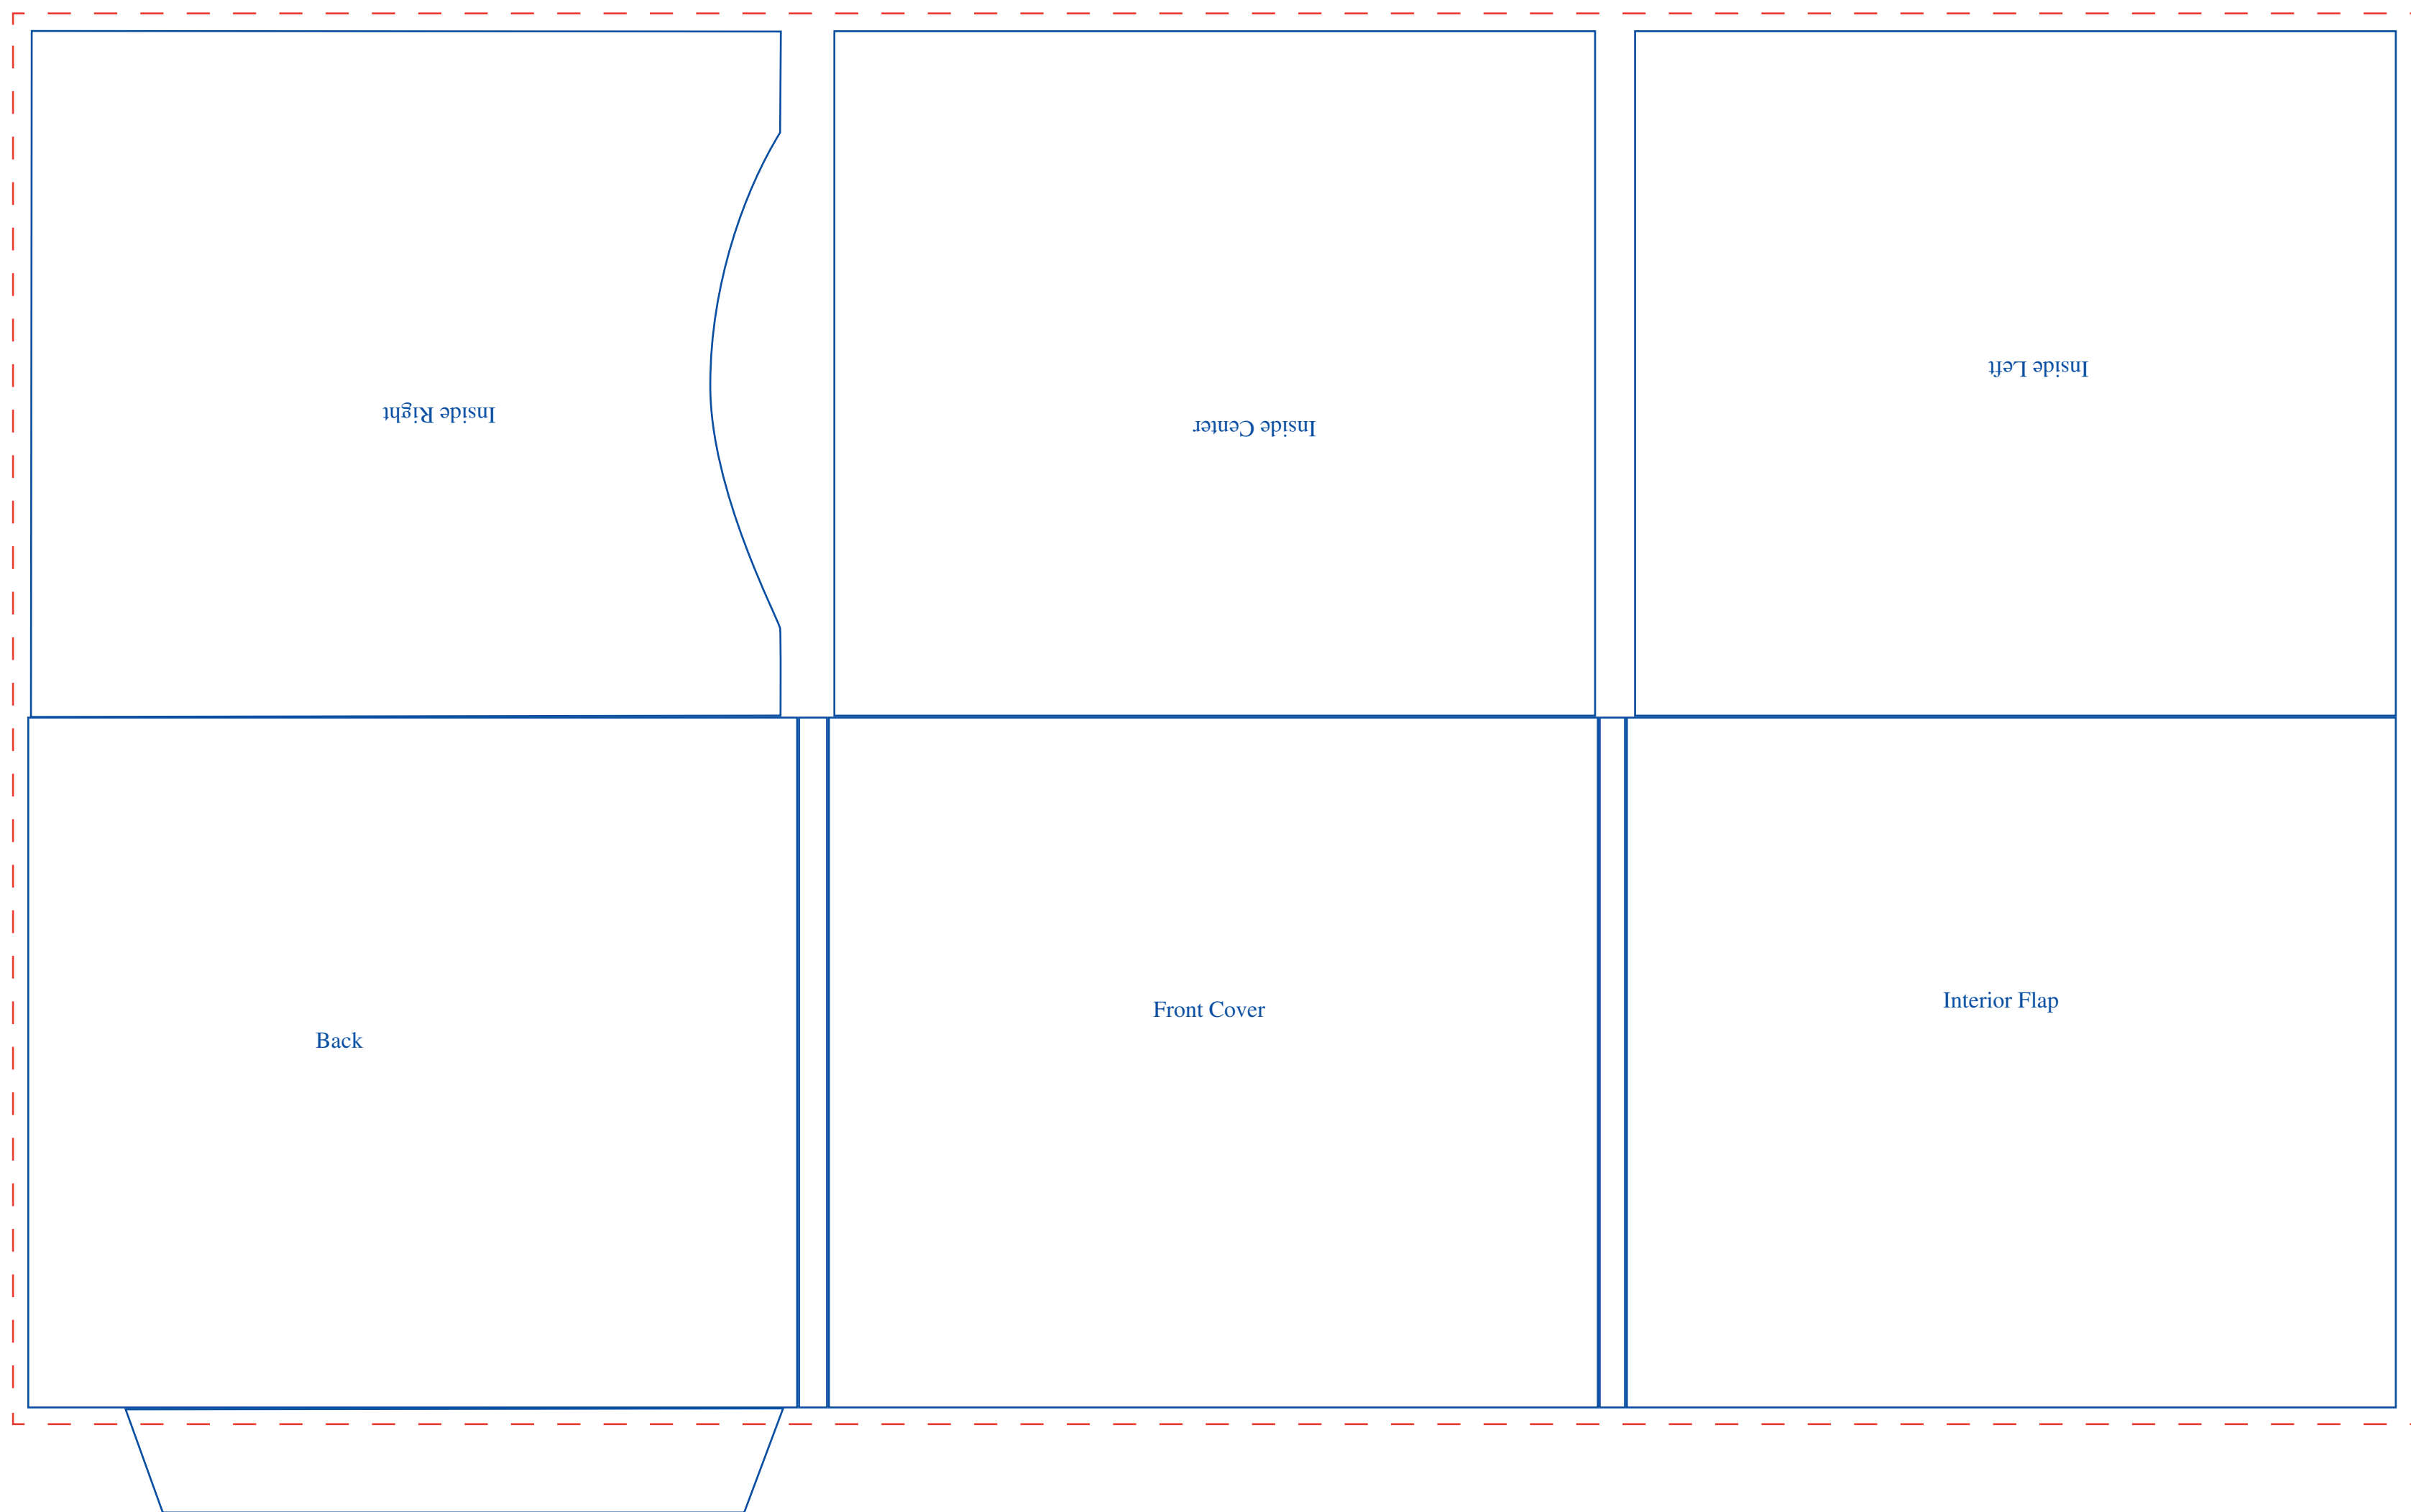 Inside Right
Inside Center
Inside Left
Back
Front Cover
Interior Flap